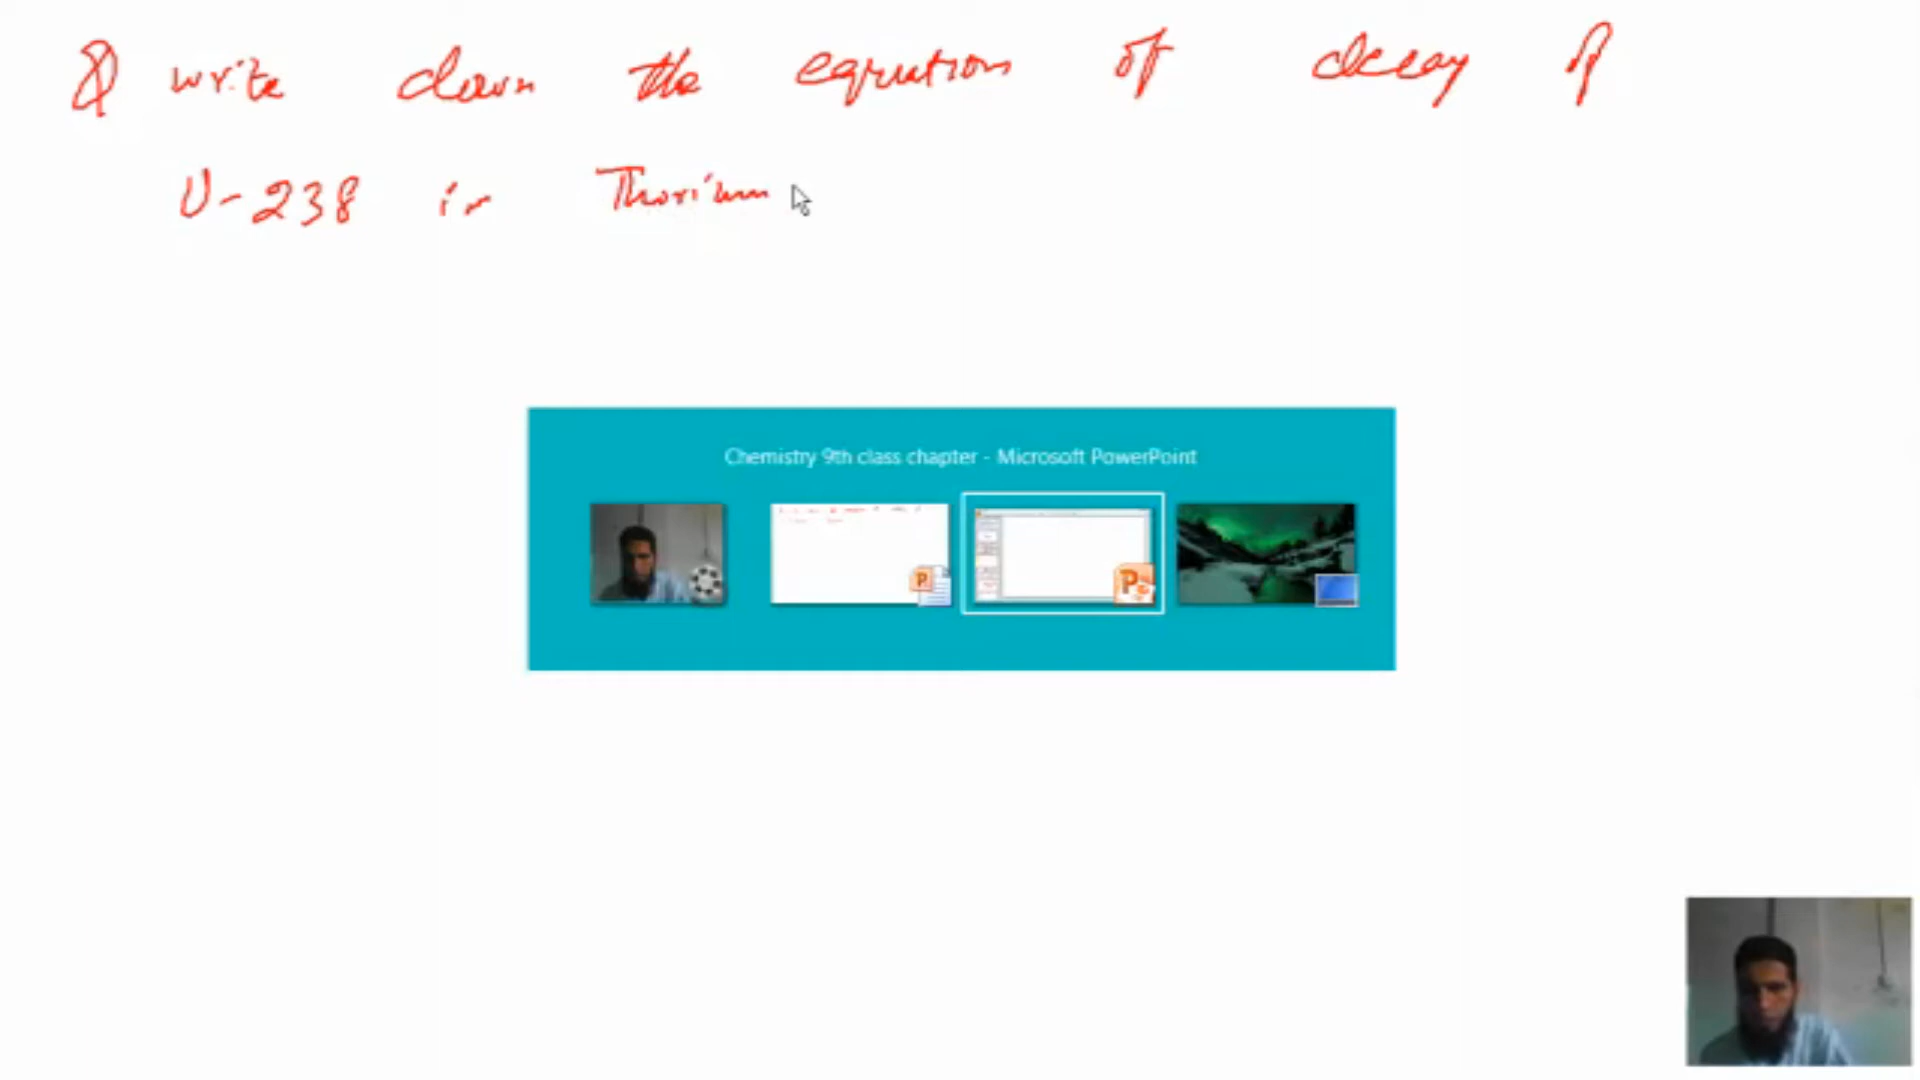 Q write down the equation of decay of
U-238 in Thorium
Chemistry 9th class chapter - Microsoft PowerPoint